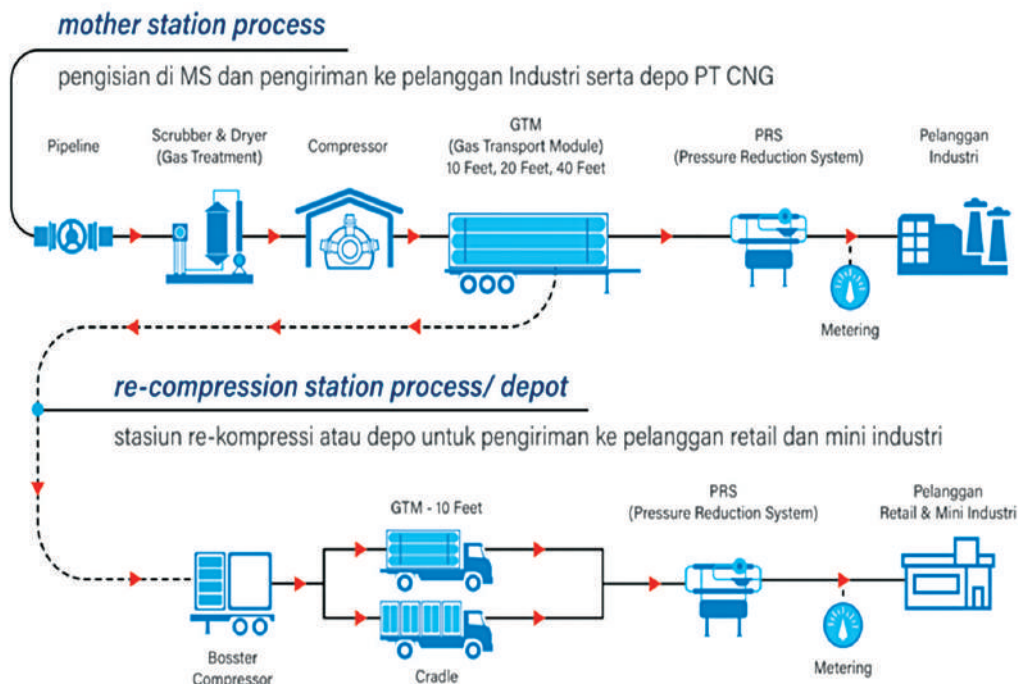 mother station process
pengisian di MS dan pengiriman ke pelanggan Industri serta depo PT CNG
Pipeline
Scrubber & Dryer
(Gas Treatment)
Compressor
GTM
(Gas Transport Module)
10 Feet, 20 Feet, 40 Feet
PRS
(Pressure Reduction System)
Pelanggan
Industri
Metering
re-compression station process/ depot
stasiun re-kompressi atau depo untuk pengiriman ke pelanggan retail dan mini industri
GTM - 10 Feet
PRS
(Pressure Reduction System)
Pelanggan
Retail & Mini Industri
Bosster
Compressor
Cradle
Metering